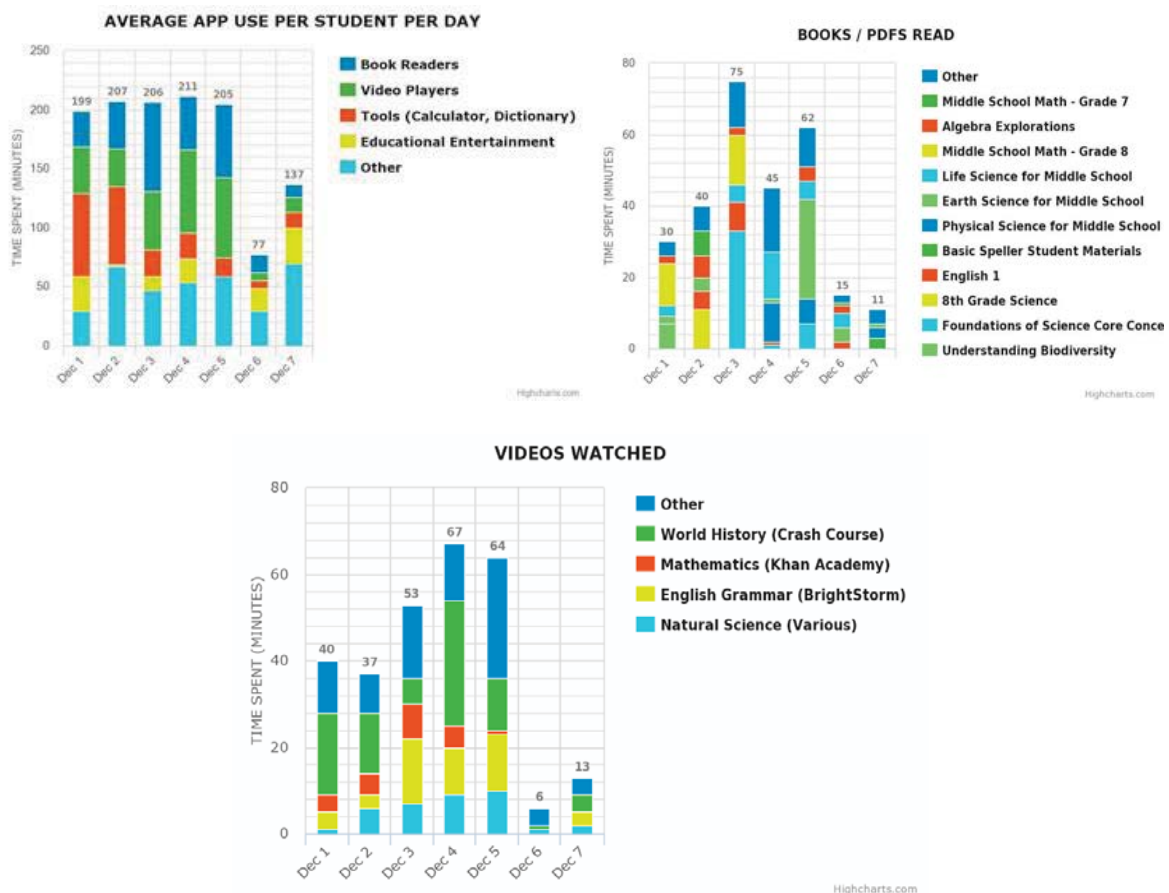 AVERAGE APP USE PER STUDENT PER DAY
TIME SPENT (MINUTES)
250
200
150
100
50
0
199
207
206
211
205
77
137
Dec 1
Dec 2
Dec 3
Dec 4
Dec 5
Dec 6
Dec 7
Book Readers
Video Players
Tools (Calculator, Dictionary)
Educational Entertainment
Other
Highcharts.com
BOOKS / PDFS READ
TIME SPENT (MINUTES)
80
60
40
20
0
30
40
75
45
62
15
11
Dec 1
Dec 2
Dec 3
Dec 4
Dec 5
Dec 6
Dec 7
Other
Middle School Math - Grade 7
Algebra Explorations
Middle School Math - Grade 8
Life Science for Middle School
Earth Science for Middle School
Physical Science for Middle School
Basic Speller Student Materials
English 1
8th Grade Science
Foundations of Science Core Conce
Understanding Biodiversity
Highcharts.com
VIDEOS WATCHED
TIME SPENT (MINUTES)
80
60
40
20
0
40
37
53
67
64
6
13
Dec 1
Dec 2
Dec 3
Dec 4
Dec 5
Dec 6
Dec 7
Other
World History (Crash Course)
Mathematics (Khan Academy)
English Grammar (BrightStorm)
Natural Science (Various)
Highcharts.com